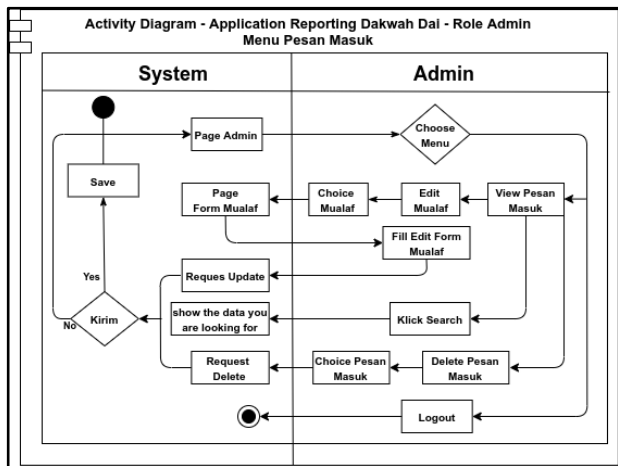 Activity Diagram - Application Reporting Dakwah Dai - Role Admin
Menu Pesan Masuk
System
Admin
Page Admin
Choose
Menu
Save
Page
Form Mualaf
Choice
Mualaf
Edit
Mualaf
View Pesan
Masuk
Fill Edit Form
Mualaf
Yes
Reques Update
Kirim
No
show the data you
are looking for
Klick Search
Request
Delete
Choice Pesan
Masuk
Delete Pesan
Masuk
Logout